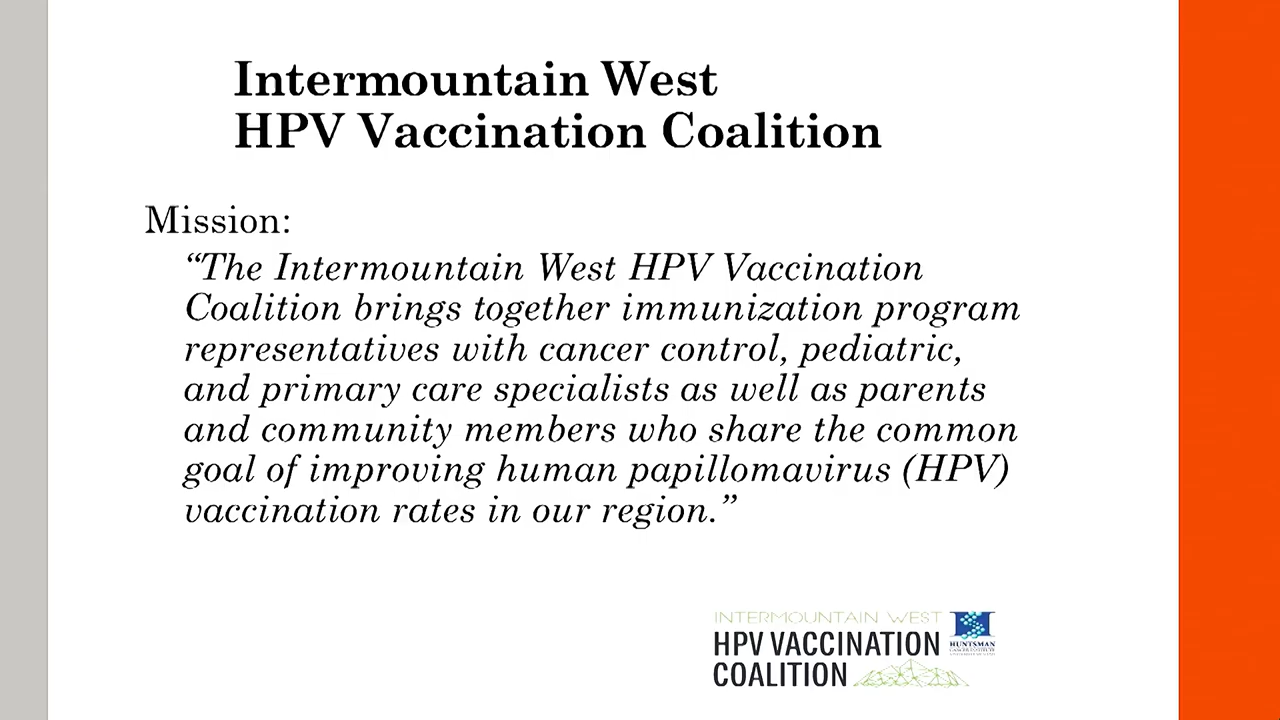 Intermountain West
HPV Vaccination Coalition
Mission:
“The Intermountain West HPV Vaccination
Coalition brings together immunization program
representatives with cancer control, pediatric,
and primary care specialists as well as parents
and community members who share the common
goal of improving human papillomavirus (HPV)
vaccination rates in our region.”
INTERMOUNTAIN WEST
HPV VACCINATION
COALITION
HUNTSMAN